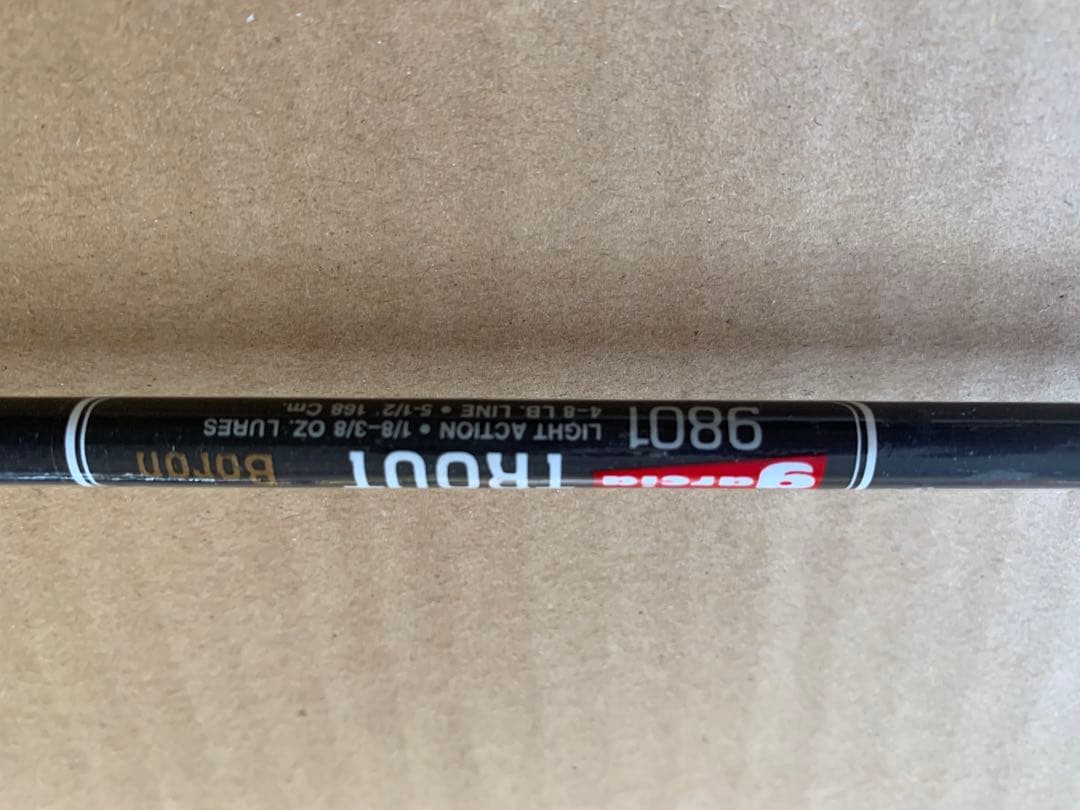 garcia TROUT Boron
9801 LIGHT ACTION • 1/8–3/8 OZ. LURES
4–8 LB. LINE • 5-1/2' 168 Cm.